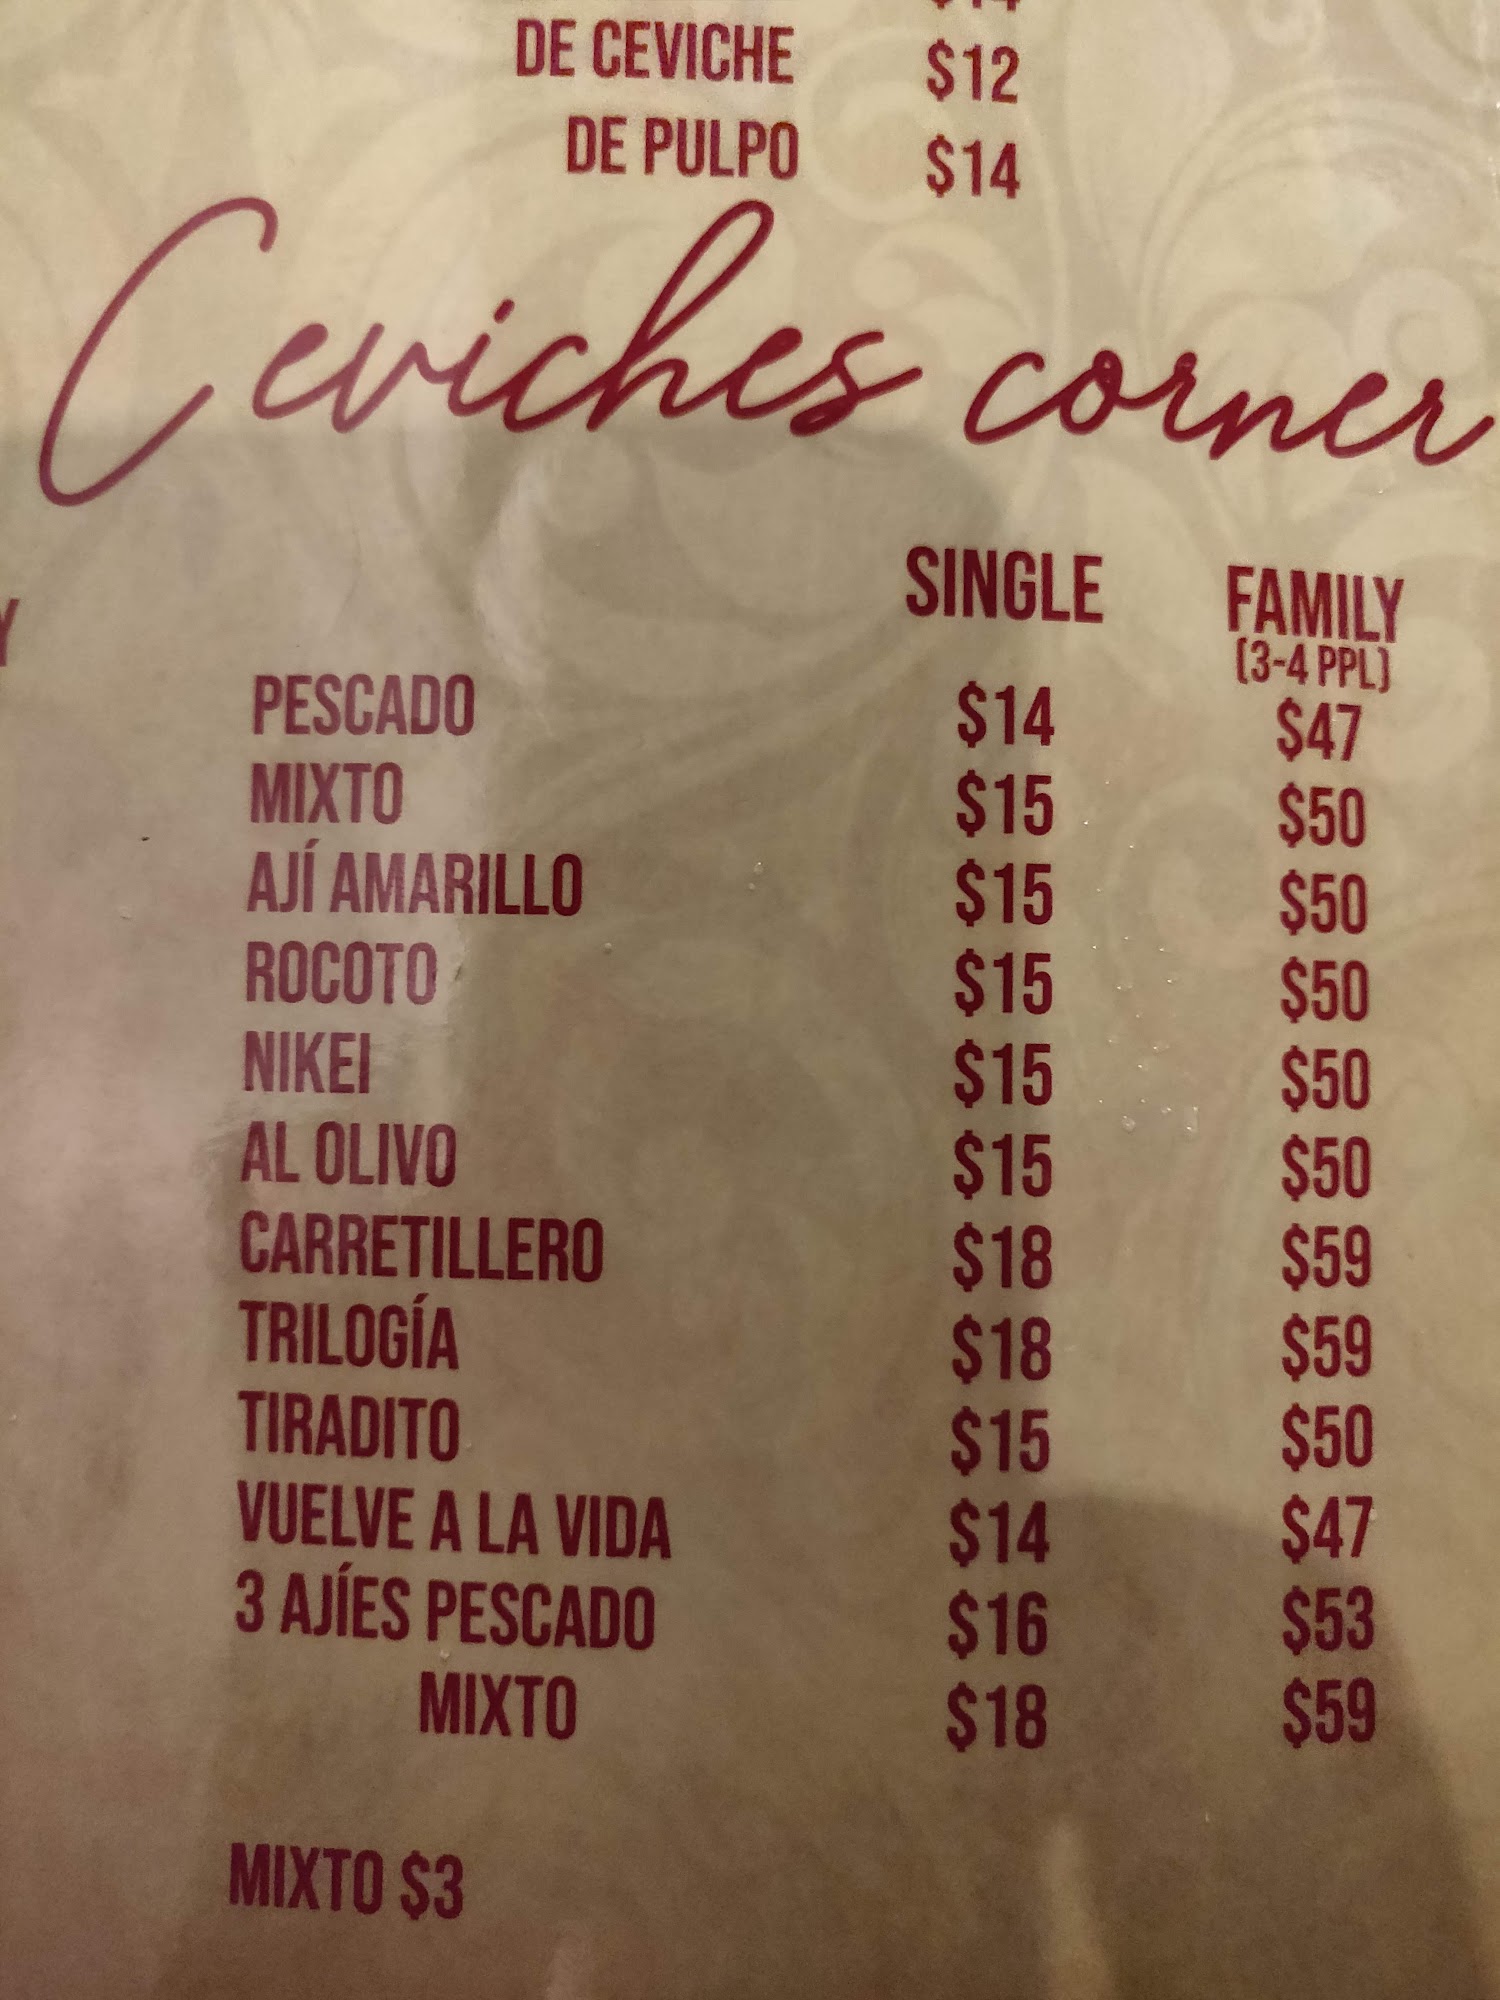 DE CEVICHE $12
DE PULPO $14
Ceviches corner
SINGLE FAMILY
(3-4 PPL)
PESCADO $14 $47
MIXTO $15 $50
AJÍ AMARILLO $15 $50
ROCOTO $15 $50
NIKEI $15 $50
AL OLIVO $15 $50
CARRETILLERO $18 $59
TRILOGÍA $18 $59
TIRADITO $15 $50
VUELVE A LA VIDA $14 $47
3 AJÍES PESCADO $16 $53
MIXTO $18 $59
MIXTO $3